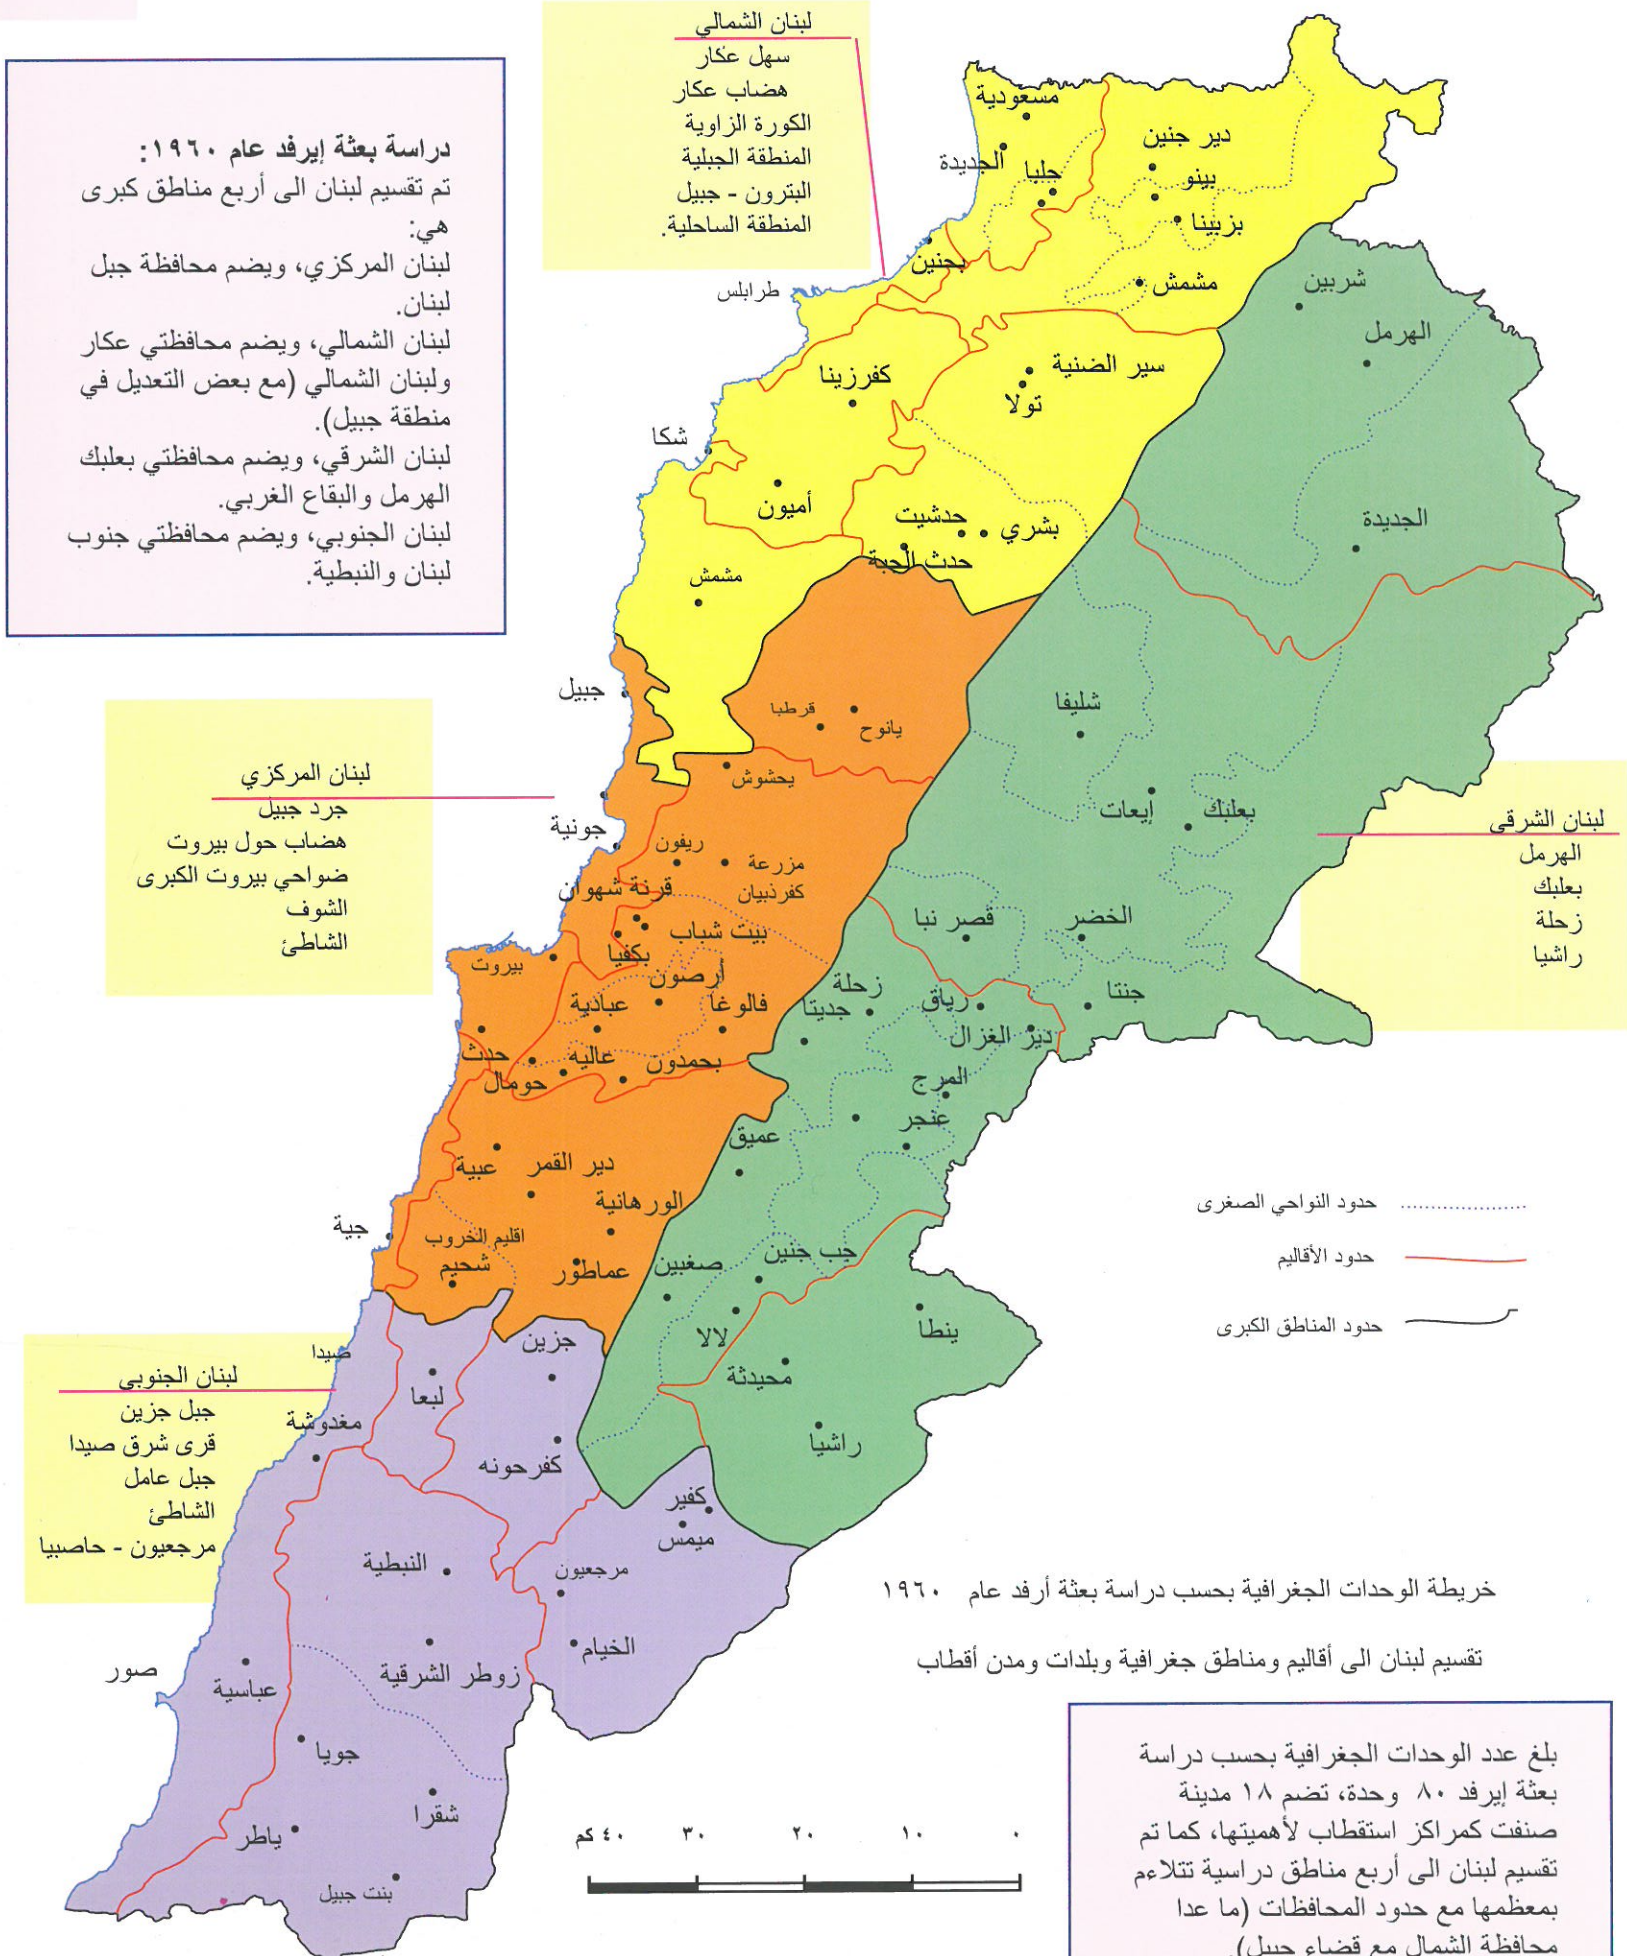 لبنان الشمالي
سهل عكار
هضاب عكار
الكورة الزاوية
المنطقة الجبلية
البترون - جبيل
المنطقة الساحلية.
دراسة بعثة إيرفد عام ١٩٦٠:
تم تقسيم لبنان الى أربع مناطق كبرى
هي:
لبنان المركزي، ويضم محافظة جبل
لبنان.
لبنان الشمالي، ويضم محافظتي عكار
ولبنان الشمالي (مع بعض التعديل في
منطقة جبيل).
لبنان الشرقي، ويضم محافظتي بعلبك
الهرمل والبقاع الغربي.
لبنان الجنوبي، ويضم محافظتي جنوب
لبنان والنبطية.
مسعودية
دير جنين
الجديدة
حلبا
بينو
بزبينا
بحنين
مشمش
طرابلس
شربين
الهرمل
سير الضنية
كفرزينا
تولا
شكا
أميون
حدشيت
بشري
حدث الجبة
الجديدة
مشمش
جبيل
قرطبا
يانوح
شليفا
يحشوش
إيعات
بعلبك
لبنان المركزي
جرد جبيل
هضاب حول بيروت
ضواحي بيروت الكبرى
الشوف
الشاطئ
لبنان الشرقي
الهرمل
بعلبك
زحلة
راشيا
جونية
ريفون
مزرعة
كفرذبيان
قرنة شهوان
بيت شباب
بكفيا
قصر نبا
الخضر
بيروت
أرصون
عبادية
فالوغا
زحلة
جديتا
رياق
جنتا
دير الغزال
حدث
عاليه
بحمدون
حومال
المرج
عنجر
عميق
عبية
دير القمر
الورهانية
جية
اقليم الخروب
شحيم
عماطور
صغبين
جب جنين
حدود النواحي الصغرى
حدود الأقاليم
حدود المناطق الكبرى
لالا
ينطا
محيدثة
راشيا
صيدا
جزين
لبعا
مغدوشة
كفرحونه
لبنان الجنوبي
جبل جزين
قرى شرق صيدا
جبل عامل
الشاطئ
مرجعيون - حاصبيا
كفير
ميمس
النبطية
مرجعيون
الخيام
زوطر الشرقية
صور
عباسية
جويا
شقرا
ياطر
بنت جبيل
خريطة الوحدات الجغرافية بحسب دراسة بعثة أرفد عام ١٩٦٠
تقسيم لبنان الى أقاليم ومناطق جغرافية وبلدات ومدن أقطاب
٠ ١٠ ٢٠ ٣٠ ٤٠ كم
بلغ عدد الوحدات الجغرافية بحسب دراسة
بعثة إيرفد ٨٠ وحدة، تضم ١٨ مدينة
صنفت كمراكز استقطاب لأهميتها، كما تم
تقسيم لبنان الى أربع مناطق دراسية تتلاءم
بمعظمها مع حدود المحافظات (ما عدا
محافظة الشمال مع قضاء جبيل).